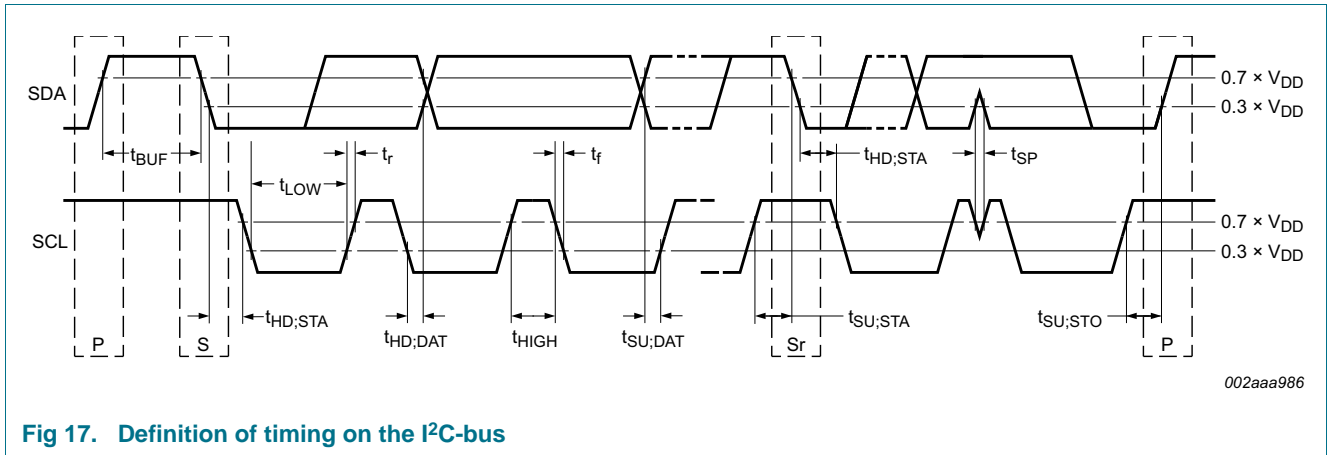 SDA
0.7 × VDD
0.3 × VDD
tBUF
tr
tf
tHD;STA
tSP
tLOW
SCL
0.7 × VDD
0.3 × VDD
tHD;STA
tHD;DAT
tHIGH
tSU;DAT
tSU;STA
tSU;STO
P
S
Sr
P
002aaa986
Fig 17. Definition of timing on the I2C-bus